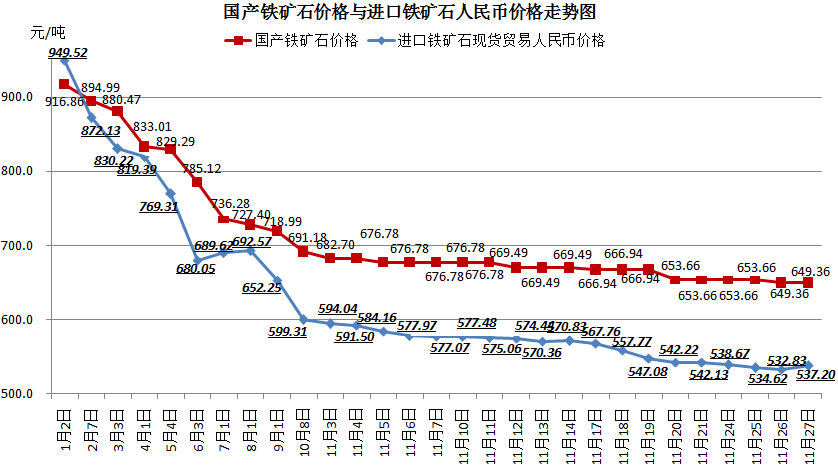 国产铁矿石价格与进口铁矿石人民币价格走势图
元/吨
国产铁矿石价格 进口铁矿石现货贸易人民币价格
949.52
916.86 894.99 880.47 833.01 829.29 785.12 736.28 727.40 718.99 691.18 682.70 676.78 676.78 676.78 676.78 676.78 669.49 669.49 669.49 666.94 666.94 666.94 653.66 653.66 653.66 653.66 649.36 649.36
872.13 830.22 819.39 769.31 680.05 689.62 692.57 652.25 599.31 594.04 591.50 584.16 577.97 577.07 577.48 575.06 574.44 570.36 570.83 567.76 557.77 547.08 542.22 542.13 538.67 534.62 532.83 537.20
900.0
800.0
700.0
600.0
500.0
1月2日 2月7日 3月3日 4月1日 5月4日 6月3日 7月1日 8月1日 9月1日 10月8日 11月3日 11月4日 11月5日 11月6日 11月7日 11月10日 11月11日 11月12日 11月13日 11月14日 11月17日 11月18日 11月19日 11月20日 11月21日 11月24日 11月25日 11月26日 11月27日